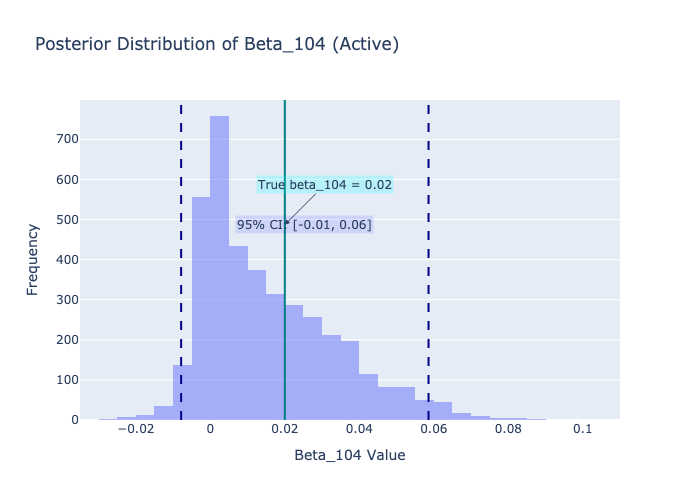 Posterior Distribution of Beta_104 (Active)
700
600
500
400
300
200
100
0
Frequency
True beta_104 = 0.02
95% CI: [-0.01, 0.06]
−0.02 0 0.02 0.04 0.06 0.08 0.1
Beta_104 Value